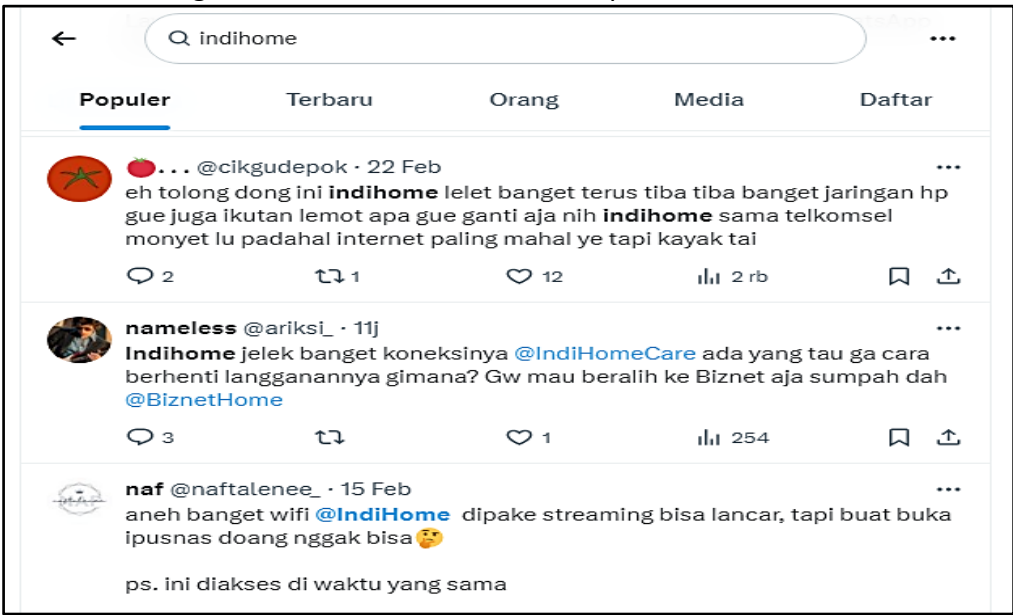 indihome
Populer Terbaru Orang Media Daftar
... @cikgudepok · 22 Feb
eh tolong dong ini indihome lelet banget terus tiba tiba banget jaringan hp
gue juga ikutan lemot apa gue ganti aja nih indihome sama telkomsel
monyet lu padahal internet paling mahal ye tapi kayak tai
2 1 12 2 rb
nameless @ariksi_ · 11j
Indihome jelek banget koneksinya @IndiHomeCare ada yang tau ga cara
berhenti langganannya gimana? Gw mau beralih ke Biznet aja sumpah dah
@BiznetHome
3 1 254
naf @naftalenee_ · 15 Feb
aneh banget wifi @IndiHome dipake streaming bisa lancar, tapi buat buka
ipusnas doang nggak bisa🤔
ps. ini diakses di waktu yang sama